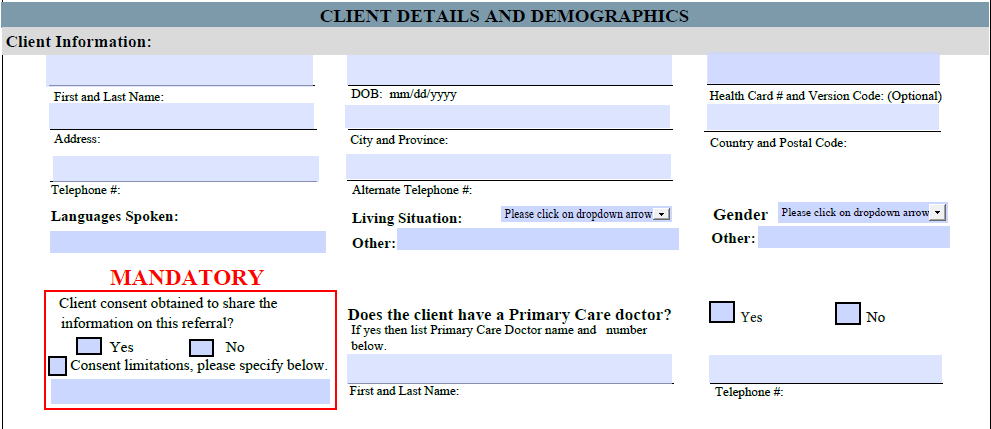 CLIENT DETAILS AND DEMOGRAPHICS
Client Information:
First and Last Name:
DOB: mm/dd/yyyy
Health Card # and Version Code: (Optional)
Address:
City and Province:
Country and Postal Code:
Telephone #:
Alternate Telephone #:
Languages Spoken:
Living Situation: Please click on dropdown arrow
Gender Please click on dropdown arrow
Other:
Other:
MANDATORY
Client consent obtained to share the
information on this referral?
Yes No
Consent limitations, please specify below.
Does the client have a Primary Care doctor?
If yes then list Primary Care Doctor name and number
below.
Yes No
First and Last Name:
Telephone #: